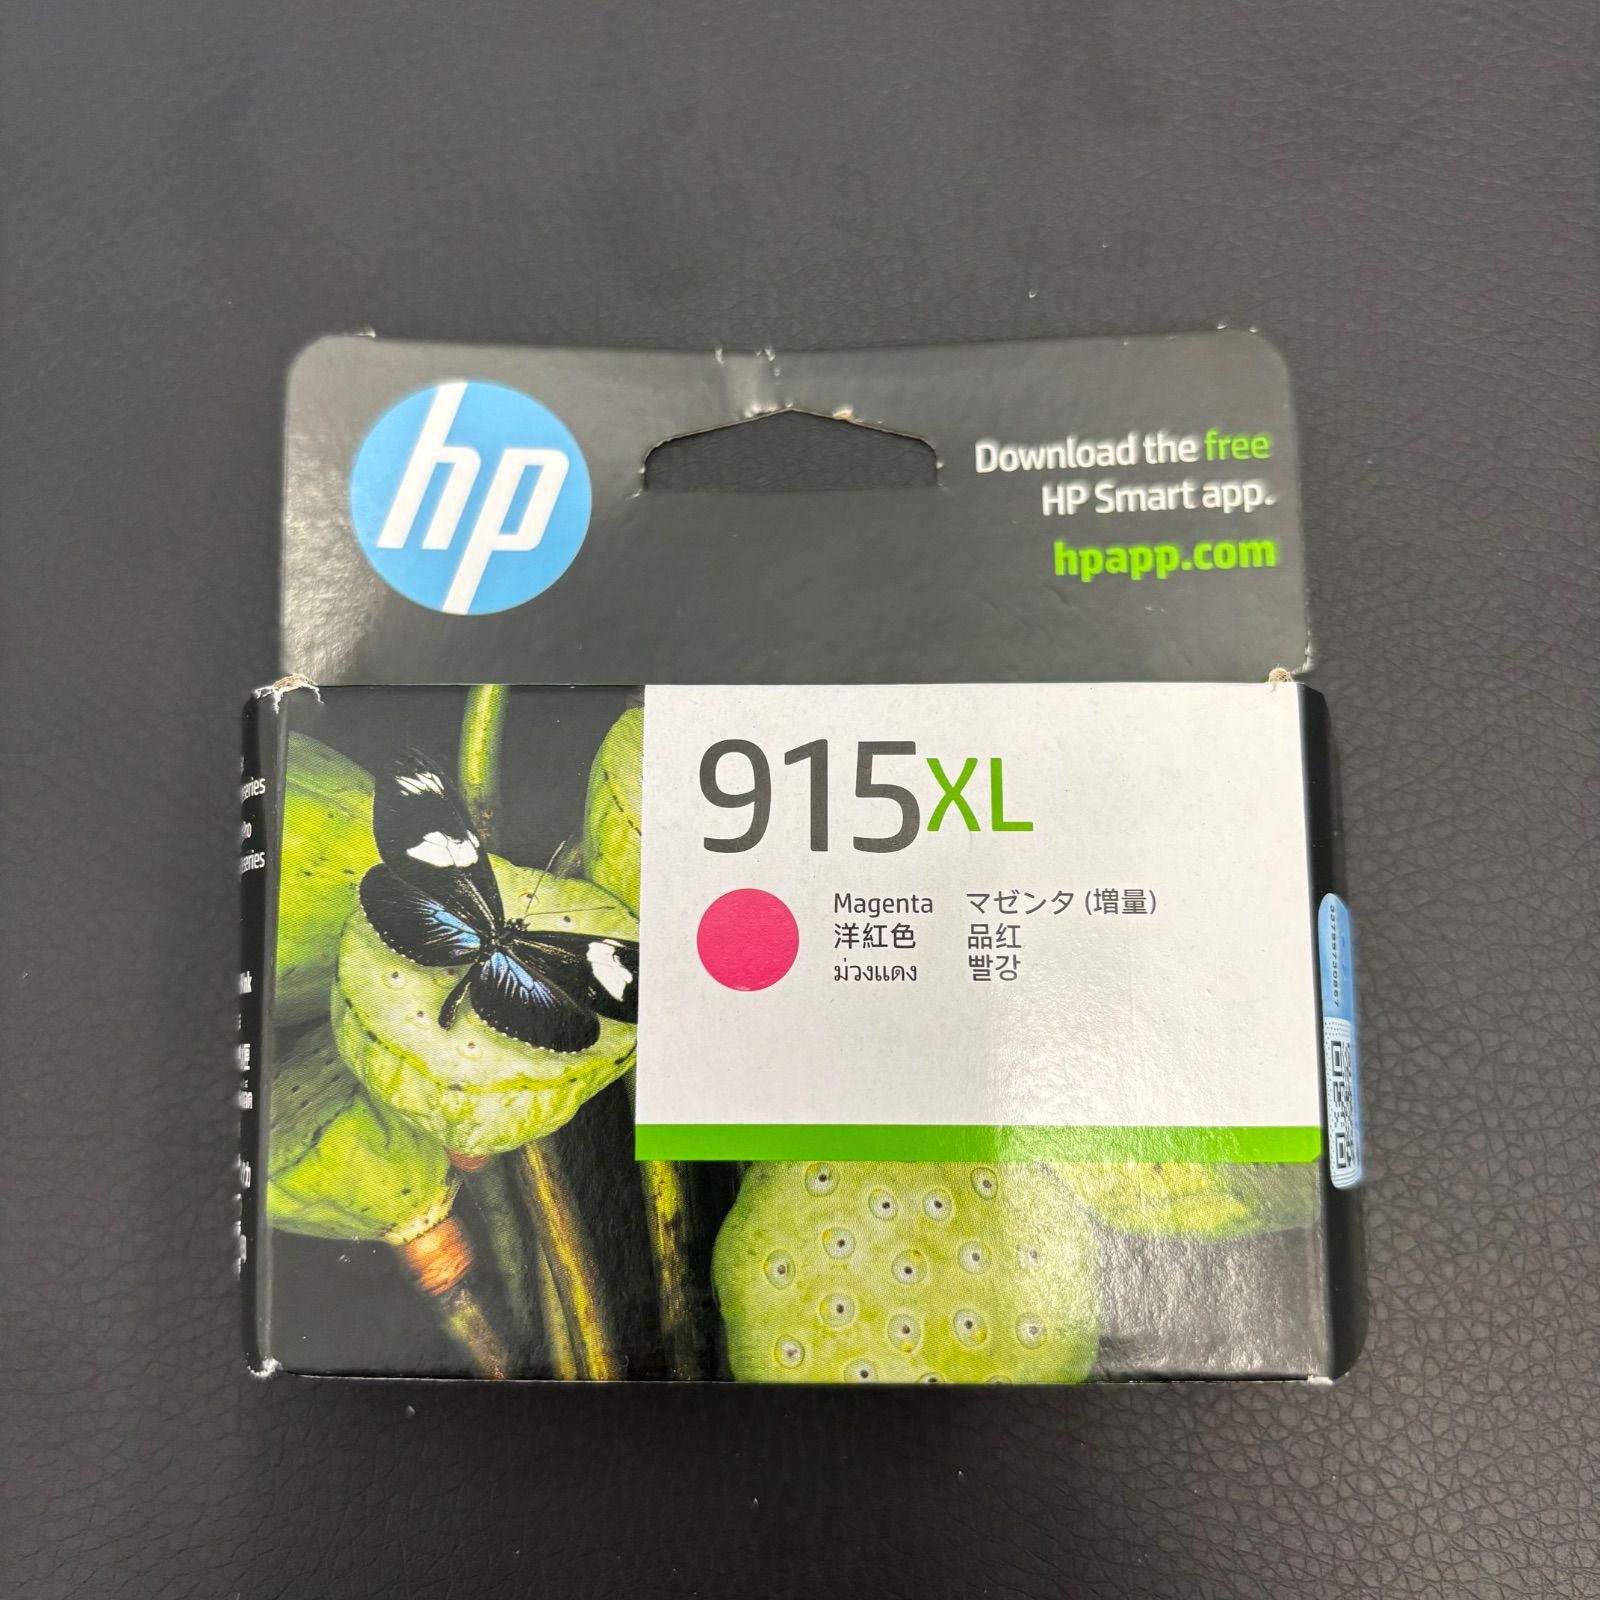 hp
Download the free
HP Smart app.
hpapp.com
915XL
Magenta マゼンタ (増量)
洋紅色 品红
ม่วงแดง 빨강